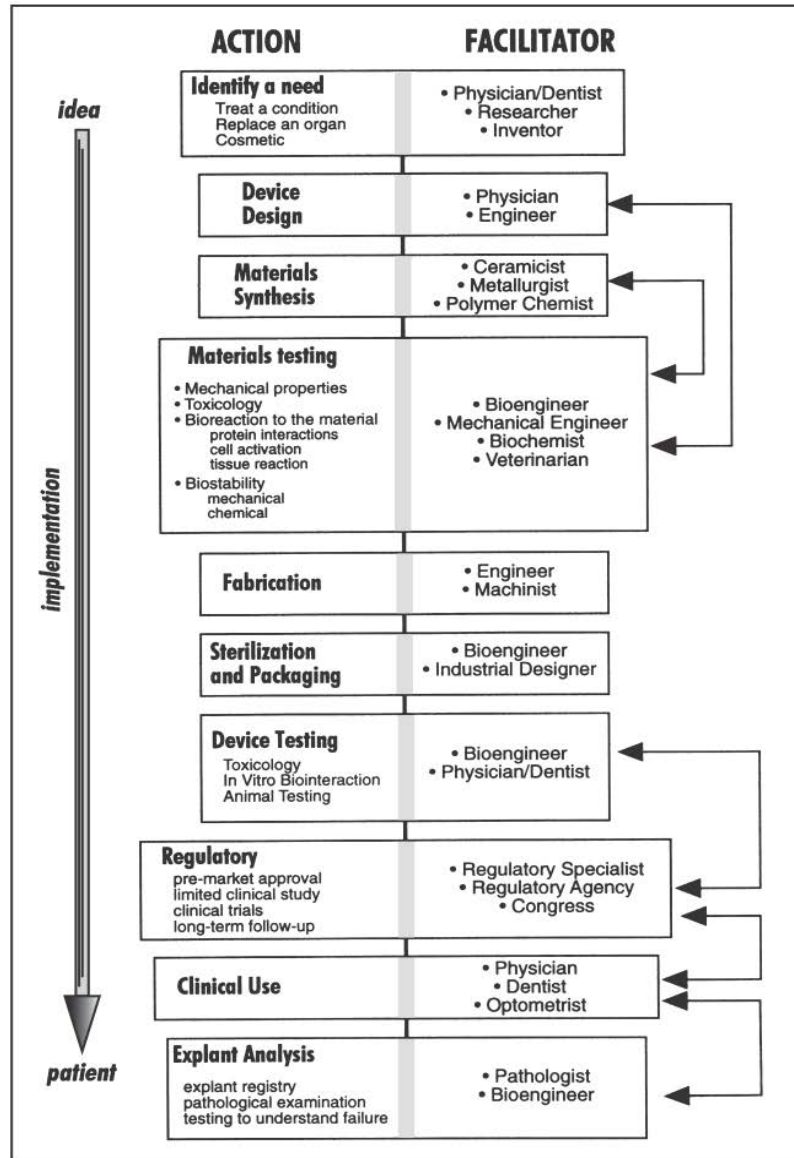 ACTION FACILITATOR
idea
Identify a need
Treat a condition
Replace an organ
Cosmetic
• Physician/Dentist
• Researcher
• Inventor
Device
Design
• Physician
• Engineer
Materials
Synthesis
• Ceramicist
• Metallurgist
• Polymer Chemist
Materials testing
• Mechanical properties
• Toxicology
• Bioreaction to the material
protein interactions
cell activation
tissue reaction
• Biostability
mechanical
chemical
• Bioengineer
• Mechanical Engineer
• Biochemist
• Veterinarian
implementation
Fabrication
• Engineer
• Machinist
Sterilization
and Packaging
• Bioengineer
• Industrial Designer
Device Testing
Toxicology
In Vitro Biointeraction
Animal Testing
• Bioengineer
• Physician/Dentist
Regulatory
pre-market approval
limited clinical study
clinical trials
long-term follow-up
• Regulatory Specialist
• Regulatory Agency
• Congress
Clinical Use
• Physician
• Dentist
• Optometrist
patient
Explant Analysis
explant registry
pathological examination
testing to understand failure
• Pathologist
• Bioengineer